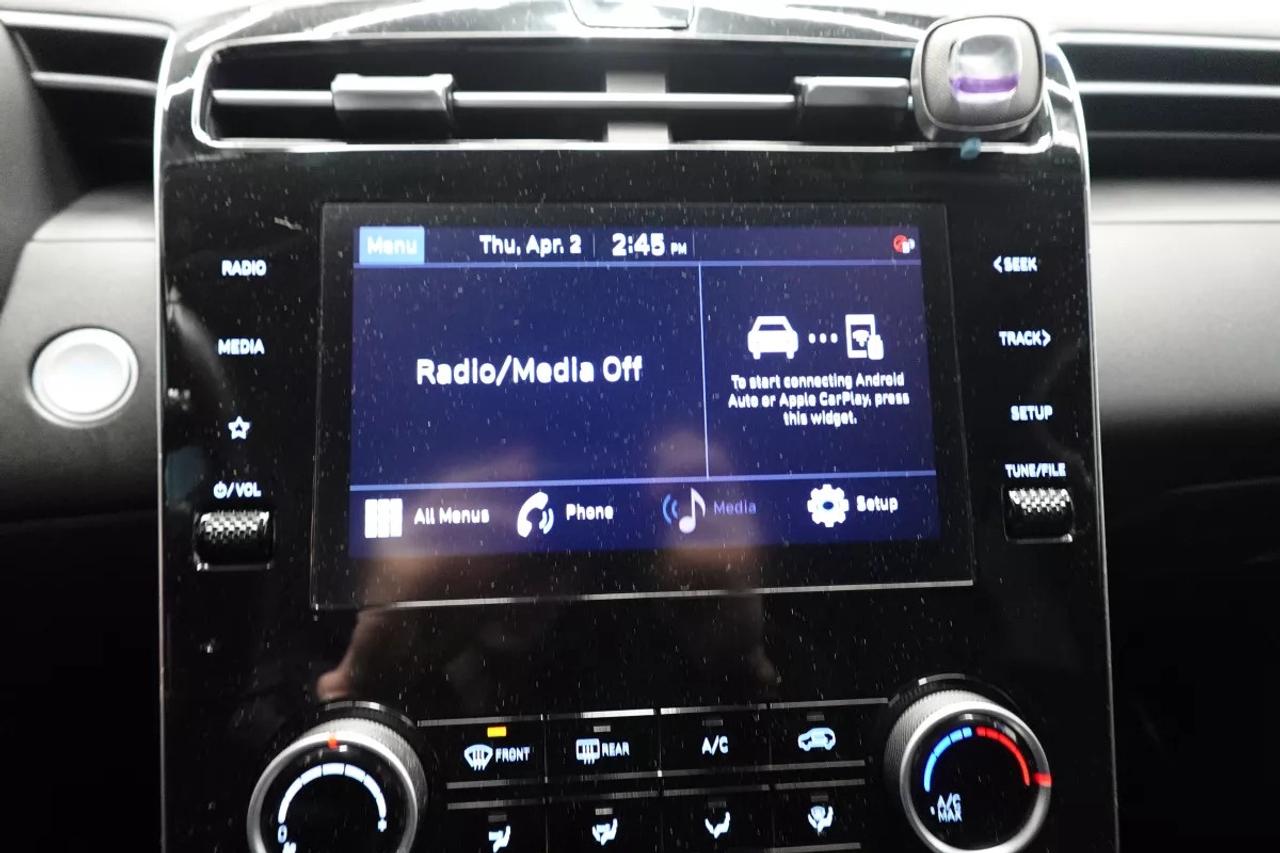 Menu
Thu, Apr. 2
2:45 PM
RADIO
MEDIA
/VOL
Radio/Media Off
To start connecting Android
Auto or Apple CarPlay, press
this widget.
All Menus
Phone
Media
Setup
<SEEK
TRACK>
SETUP
TUNE/FILE
FRONT
REAR
A/C
A/C
MAX